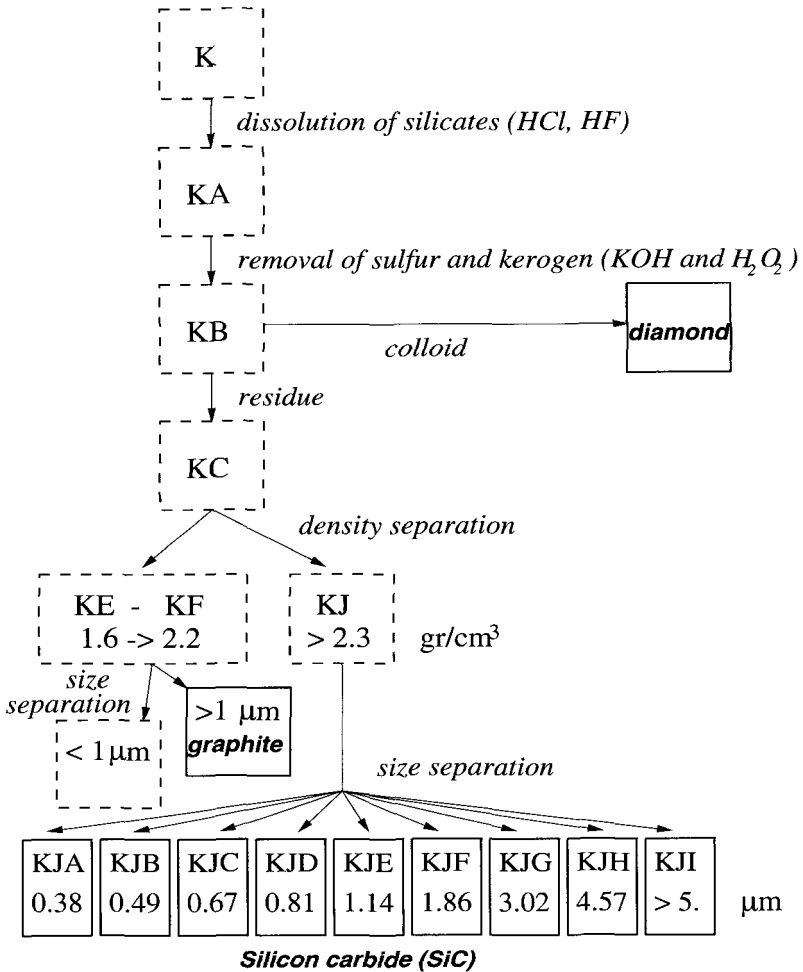 K
dissolution of silicates (HCl, HF)
KA
removal of sulfur and kerogen (KOH and H₂O₂)
KB
diamond
colloid
residue
KC
density separation
KE - KF
1.6 -> 2.2
KJ
> 2.3
gr/cm³
size
separation
< 1 μm
>1 μm
graphite
size separation
KJA
0.38
KJB
0.49
KJC
0.67
KJD
0.81
KJE
1.14
KJF
1.86
KJG
3.02
KJH
4.57
KJI
> 5.
μm
Silicon carbide (SiC)